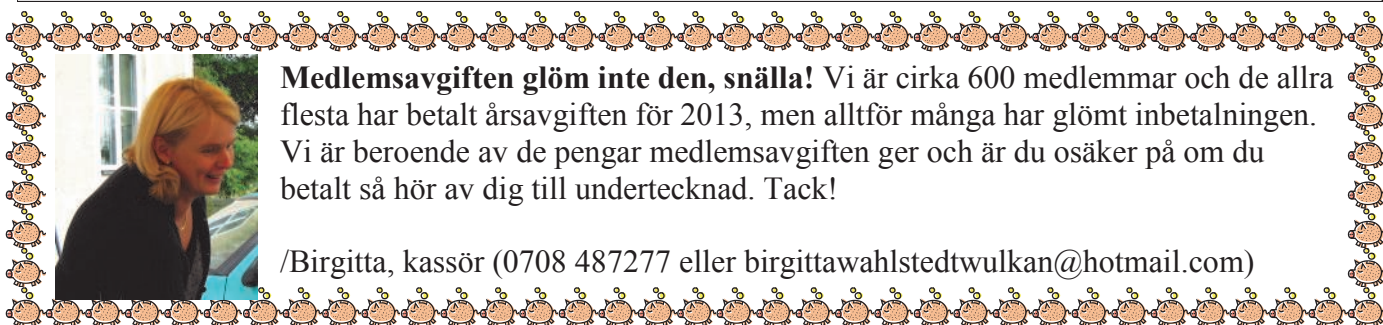 Medlemsavgiften glöm inte den, snälla! Vi är cirka 600 medlemmar och de allra
flesta har betalt årsavgiften för 2013, men alltför många har glömt inbetalningen.
Vi är beroende av de pengar medlemsavgiften ger och är du osäker på om du
betalt så hör av dig till undertecknad. Tack!
/Birgitta, kassör (0708 487277 eller birgittawahlstedtwulkan@hotmail.com)